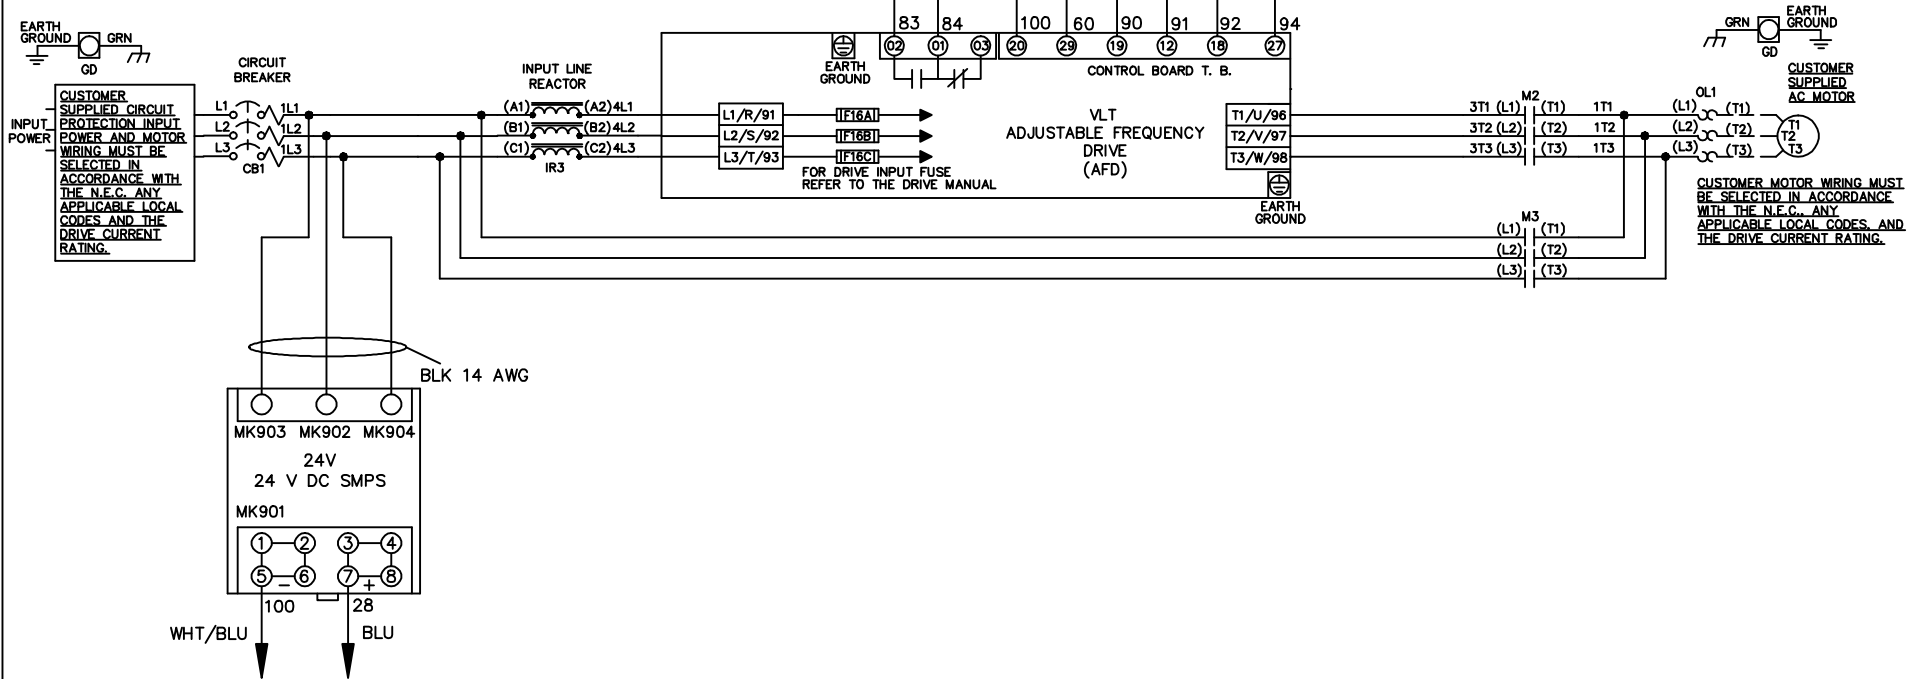 83 84 100 60 90 91 92 94
EARTH
GROUND
GRN
GD
02 01 03 20 29 19 12 18 27
EARTH
GROUND
CONTROL BOARD T. B.
GRN
EARTH
GROUND
GD
CUSTOMER
SUPPLIED
AC MOTOR
CIRCUIT
BREAKER
INPUT LINE
REACTOR
INPUT
POWER
CUSTOMER
SUPPLIED CIRCUIT
PROTECTION INPUT
POWER AND MOTOR
WIRING MUST BE
SELECTED IN
ACCORDANCE WITH
THE N.E.C. ANY
APPLICABLE LOCAL
CODES AND THE
DRIVE CURRENT
RATING.
L1 1L1
L2 1L2
L3 1L3
CB1
(A1) (A2) 4L1
(B1) (B2) 4L2
(C1) (C2) 4L3
IR3
L1/R/91
L2/S/92
L3/T/93
F16A
F16B
F16C
FOR DRIVE INPUT FUSE
REFER TO THE DRIVE MANUAL
VLT
ADJUSTABLE FREQUENCY
DRIVE
(AFD)
T1/U/96
T2/V/97
T3/W/98
EARTH
GROUND
M2
3T1 (L1) (T1) 1T1
3T2 (L2) (T2) 1T2
3T3 (L3) (T3) 1T3
OL1
(L1) (T1)
(L2) (T2)
(L3) (T3)
T1
T2
T3
CUSTOMER MOTOR WIRING MUST
BE SELECTED IN ACCORDANCE
WITH THE N.E.C., ANY
APPLICABLE LOCAL CODES, AND
THE DRIVE CURRENT RATING.
M3
(L1) (T1)
(L2) (T2)
(L3) (T3)
BLK 14 AWG
MK903 MK902 MK904
24V
24 V DC SMPS
MK901
1 2 3 4
5 6 7 8
− +
100 28
WHT/BLU BLU